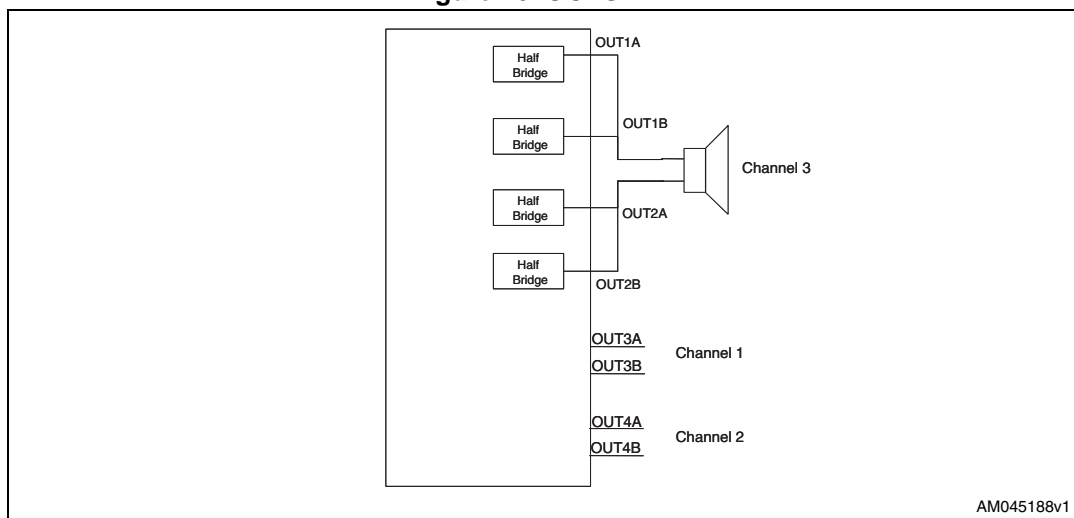 OUT1A
Half
Bridge
OUT1B
Half
Bridge
Channel 3
Half
Bridge
OUT2A
Half
Bridge
OUT2B
OUT3A
Channel 1
OUT3B
OUT4A
Channel 2
OUT4B
AM045188v1